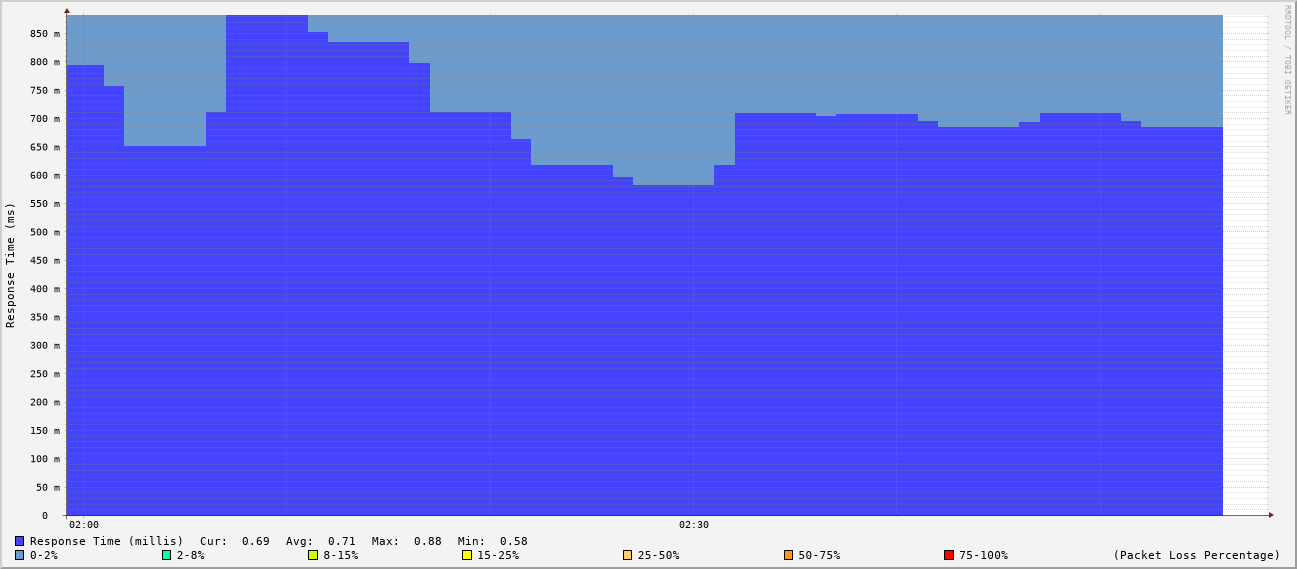 RRDTOOL / TOBI OETIKER
Response Time (ms)
850 m
800 m
750 m
700 m
650 m
600 m
550 m
500 m
450 m
400 m
350 m
300 m
250 m
200 m
150 m
100 m
50 m
0
02:00 02:30
Response Time (millis) Cur: 0.69 Avg: 0.71 Max: 0.88 Min: 0.58
0-2% 2-8% 8-15% 15-25% 25-50% 50-75% 75-100% (Packet Loss Percentage)